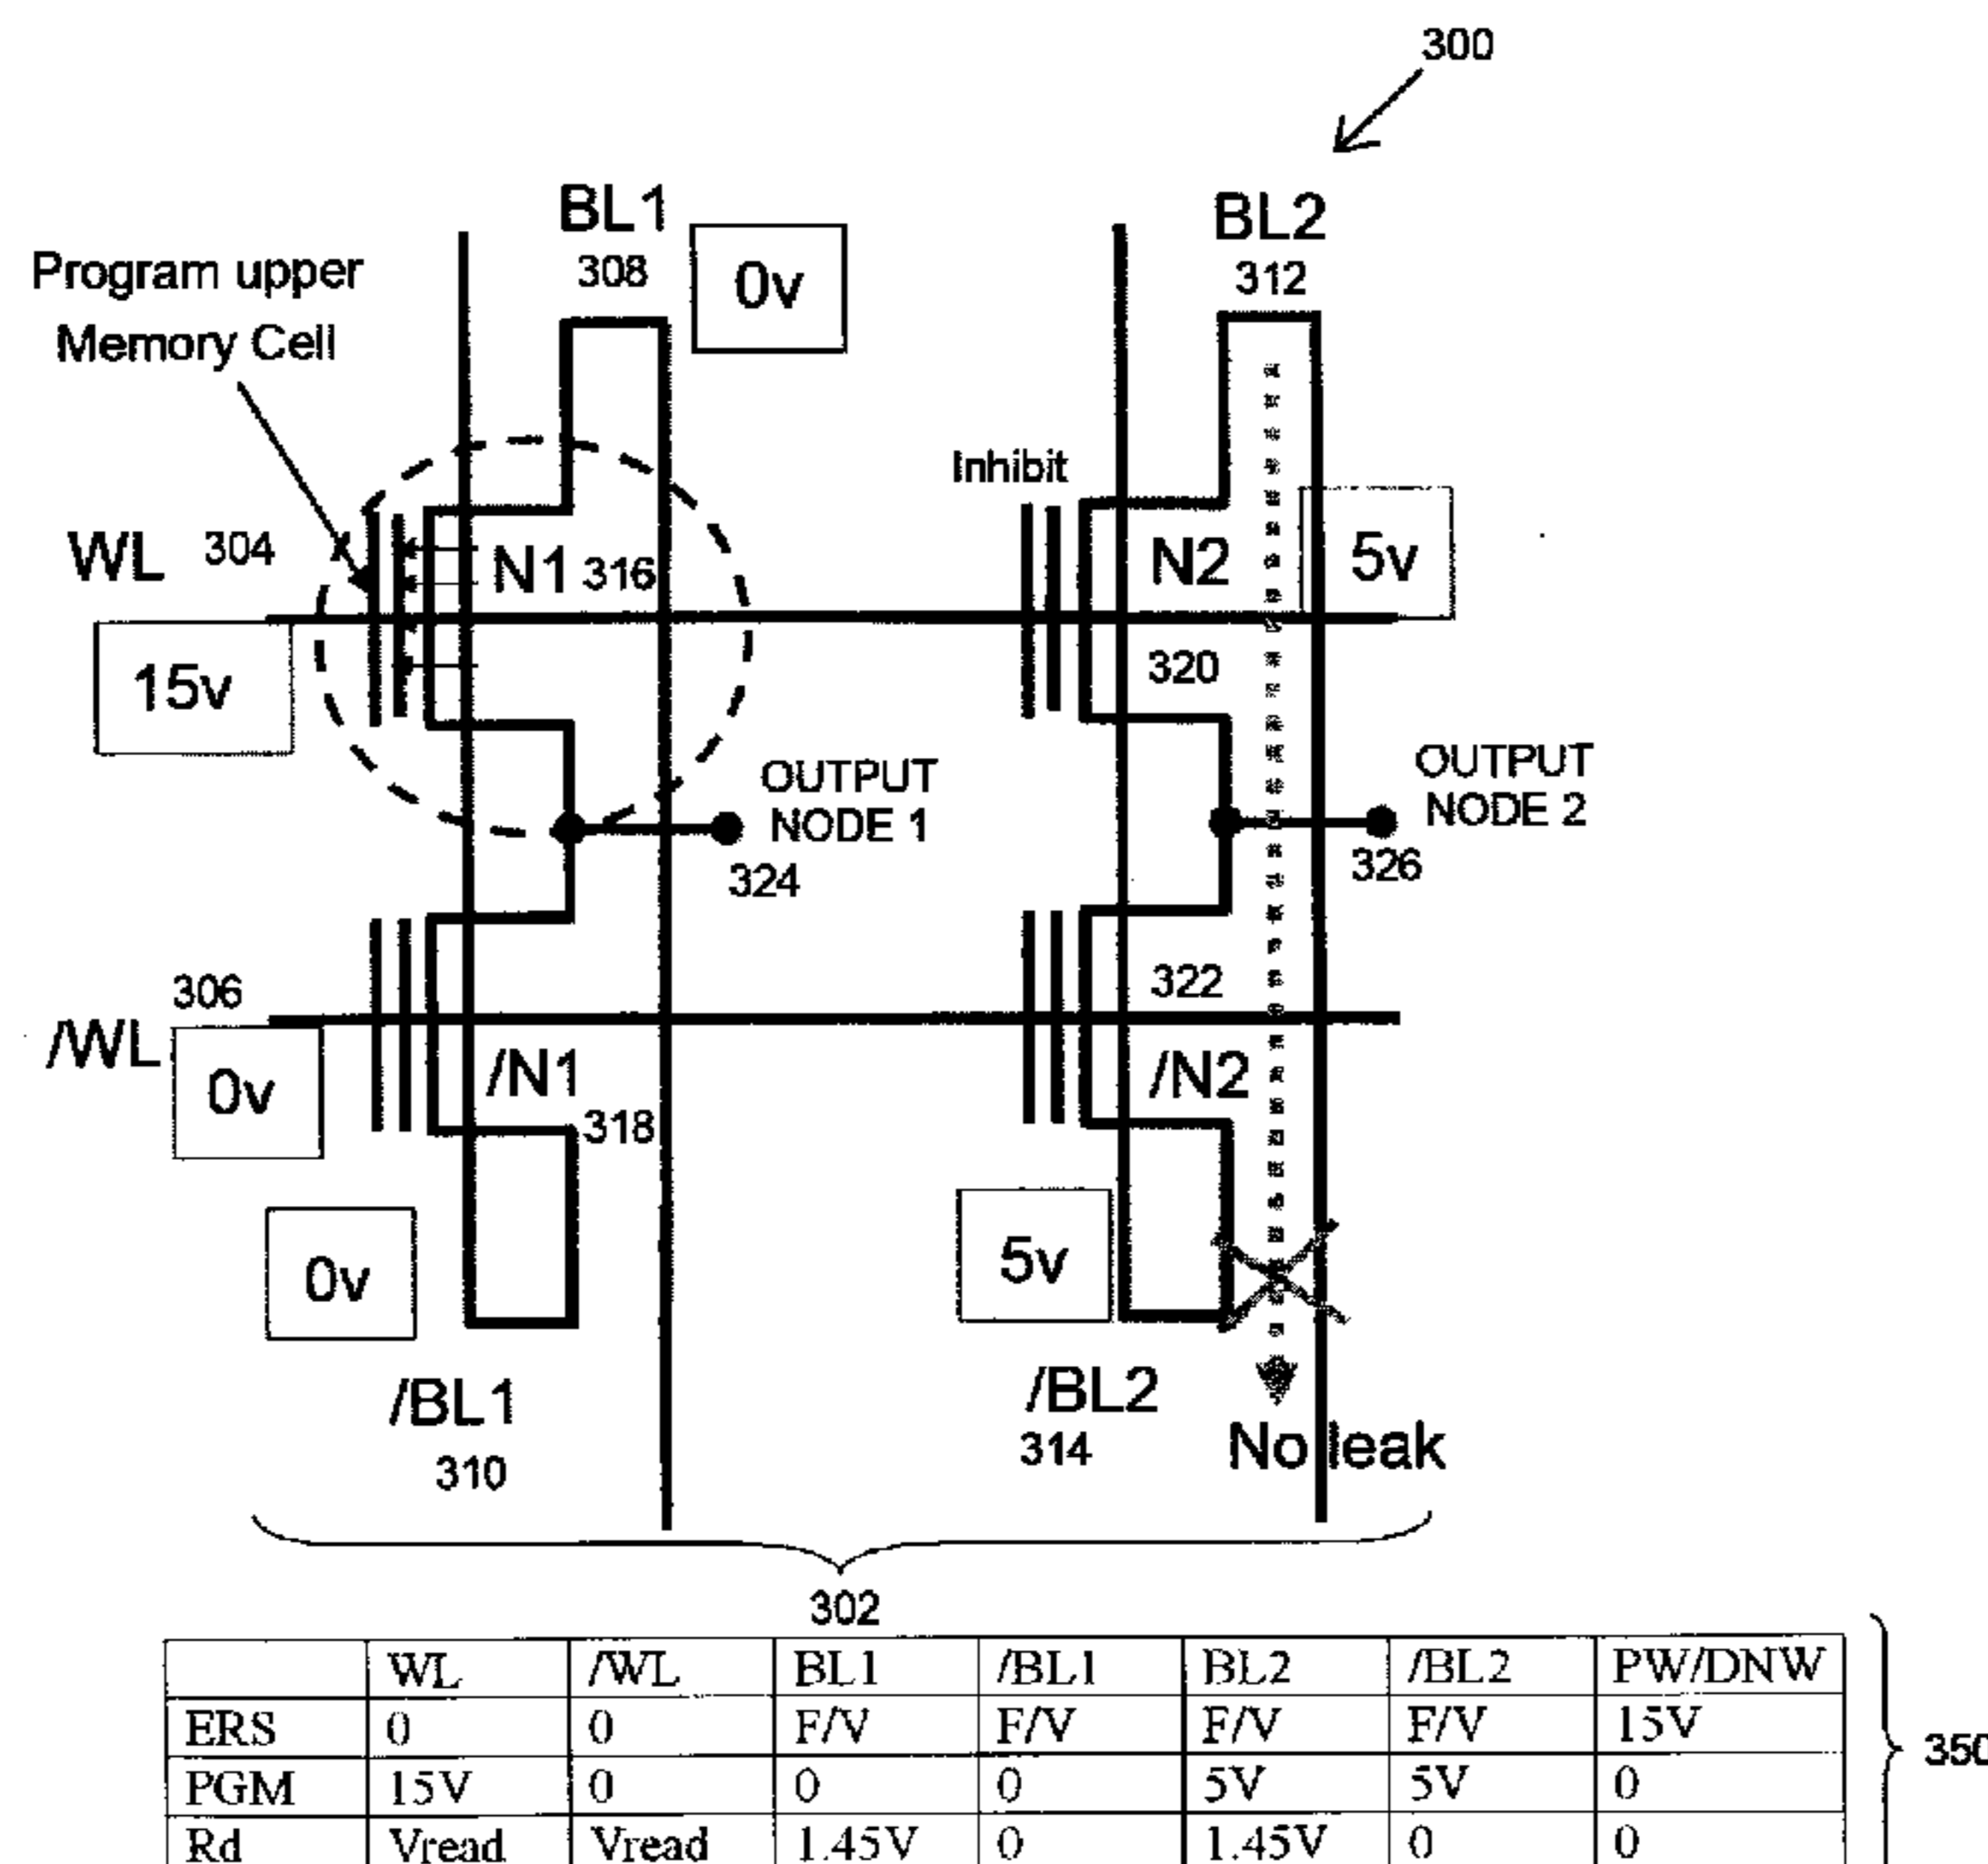 300
BL1
308
0v
BL2
312
Program upper
Memory Cell
Inhibit
WL 304
N1 316
N2
5v
15v
320
OUTPUT
NODE 1
324
OUTPUT
NODE 2
326
306
/WL
0v
/N1
318
322
/N2
0v
5v
/BL1
310
/BL2
314
No leak
302
WL /WL BL1 /BL1 BL2 /BL2 PW/DNW
ERS 0 0 F/V F/V F/V F/V 15V
PGM 15V 0 0 0 5V 5V 0
Rd Vread Vread 1.45V 0 1.45V 0 0
350